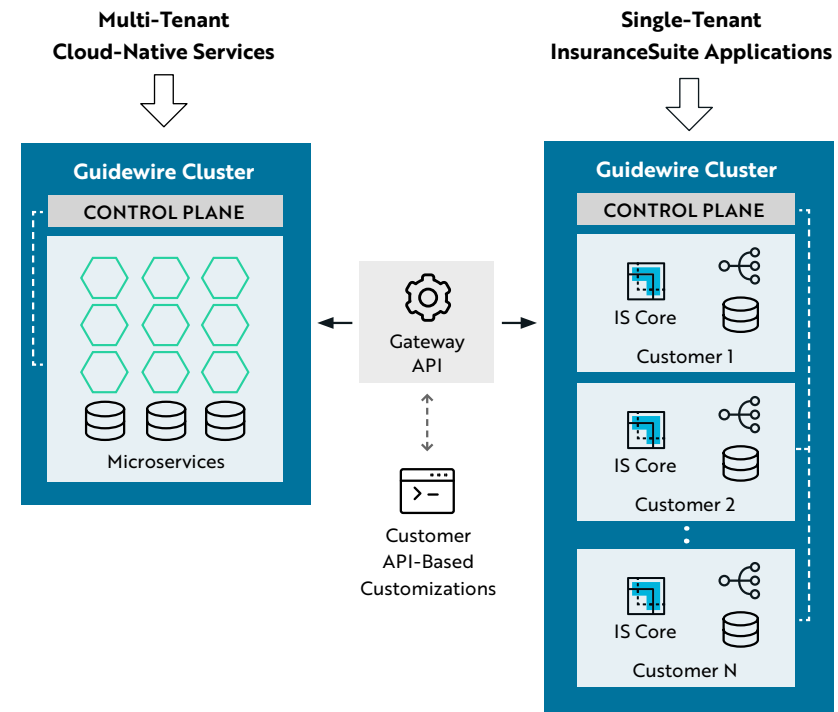 Multi-Tenant
Cloud-Native Services
Guidewire Cluster
CONTROL PLANE
Microservices
Gateway
API
Customer
API-Based
Customizations
Single-Tenant
InsuranceSuite Applications
Guidewire Cluster
CONTROL PLANE
IS Core
Customer 1
IS Core
Customer 2
IS Core
Customer N